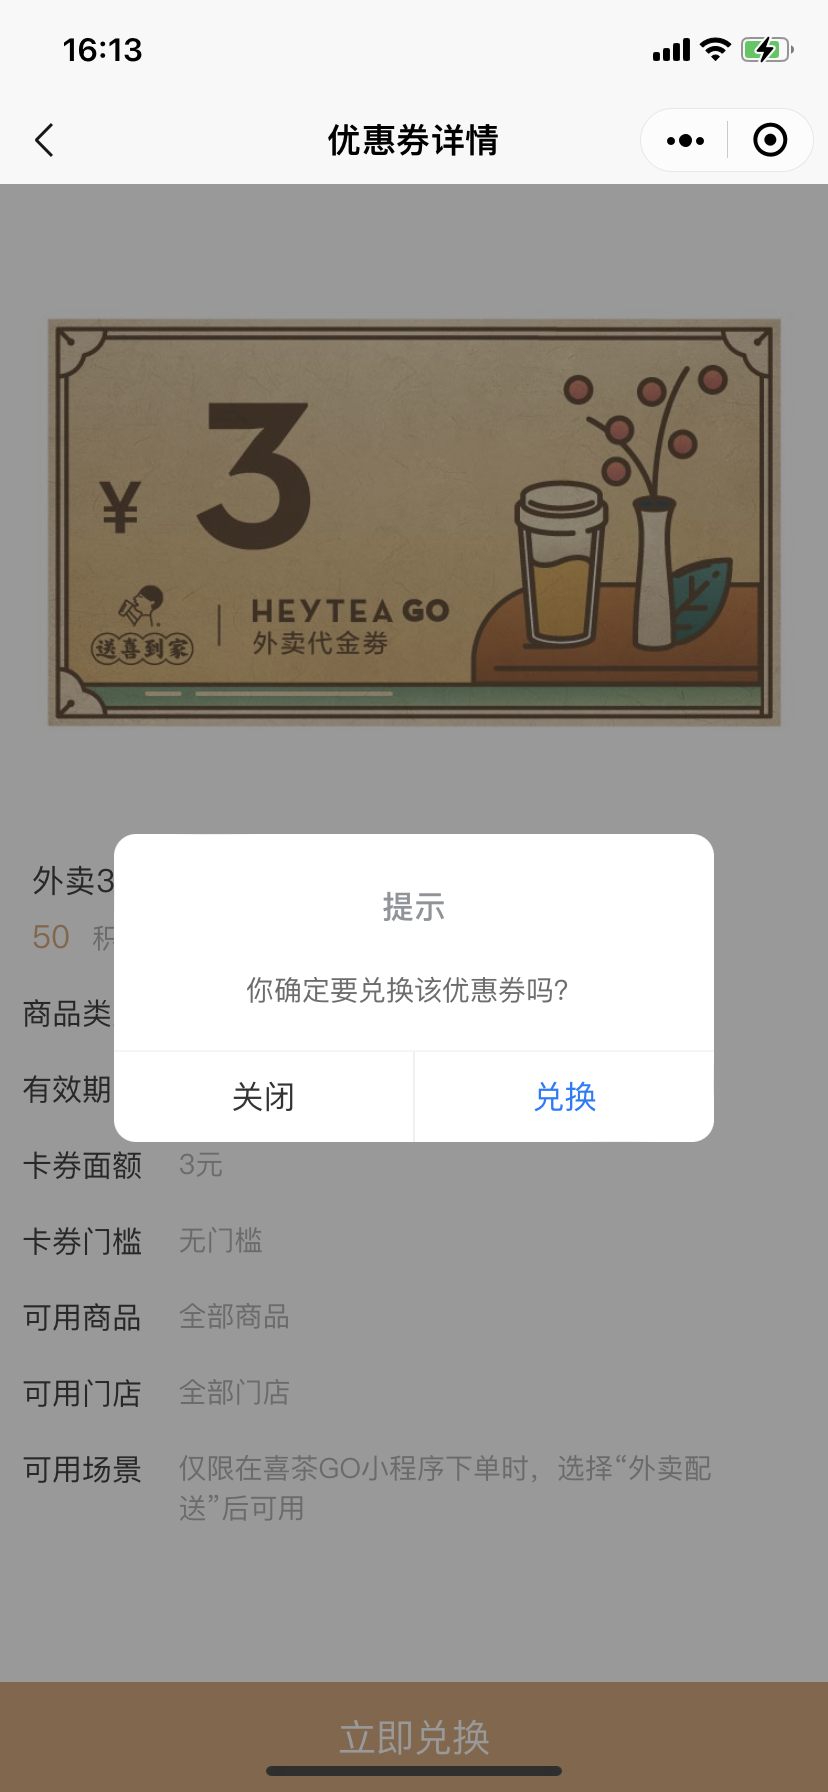 16:13
优惠券详情
¥ 3
送喜到家
HEYTEA GO
外卖代金券
外卖3
50 积
提示
你确定要兑换该优惠券吗?
关闭
兑换
商品类
有效期
卡券面额 3元
卡券门槛 无门槛
可用商品 全部商品
可用门店 全部门店
可用场景 仅限在喜茶GO小程序下单时，选择“外卖配
送”后可用
立即兑换